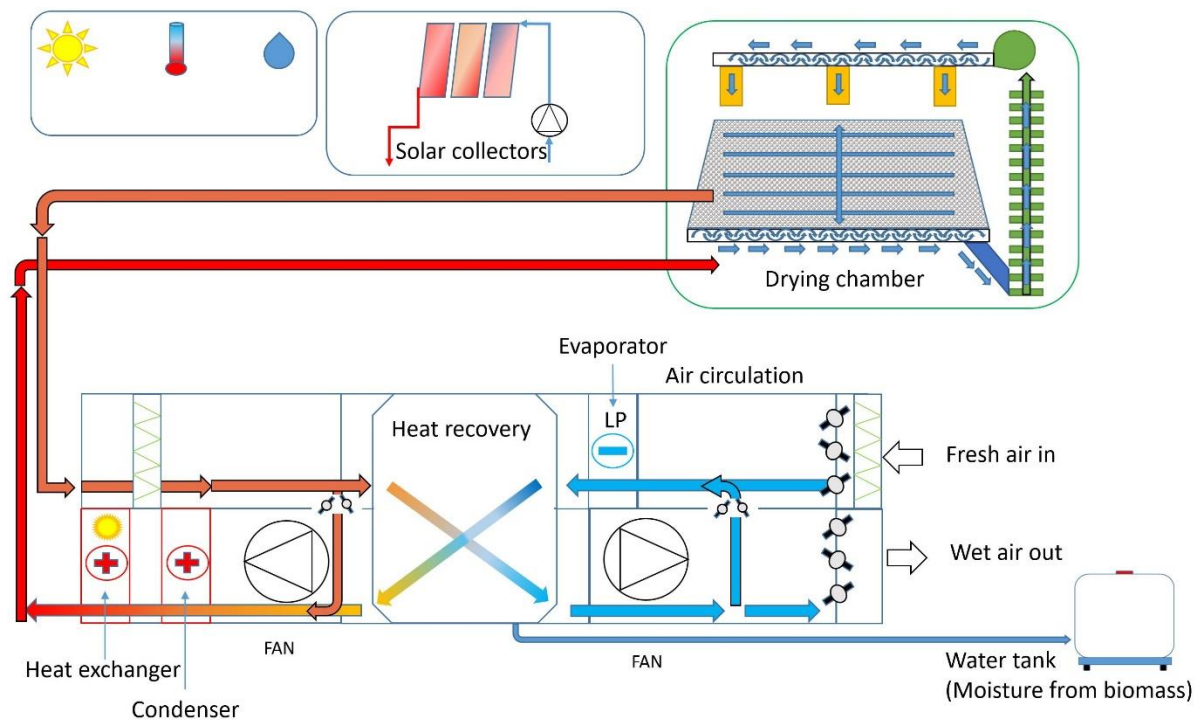 Solar collectors
Drying chamber
Evaporator
Air circulation
LP
Heat recovery
Fresh air in
Wet air out
FAN
FAN
Heat exchanger
Condenser
Water tank
(Moisture from biomass)